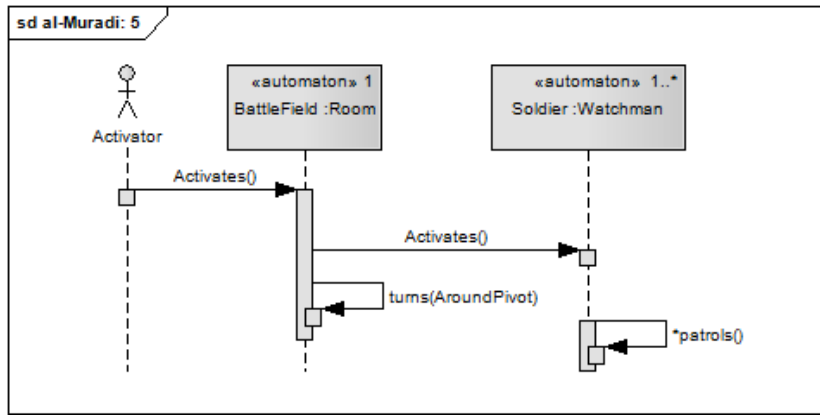 sd al-Muradi: 5
«automaton» 1
BattleField :Room
«automaton» 1..*
Soldier :Watchman
Activator
Activates()
Activates()
turns(AroundPivot)
*patrols()